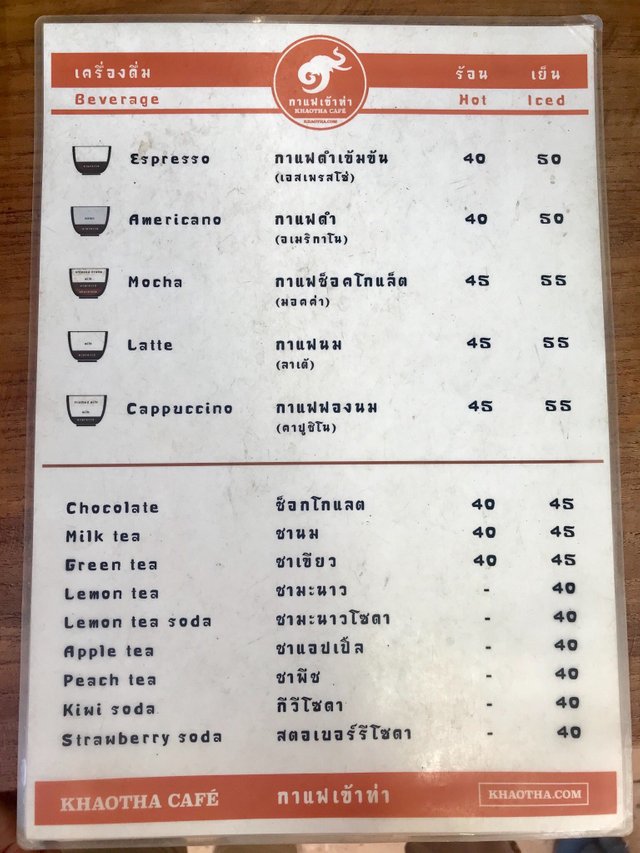 เครื่องดื่ม ร้อน เย็น
Beverage Hot Iced
กาแฟเข้าท่า
KHAOTHA CAFÉ
KHAOTHA.COM
Espresso กาแฟดำเข้มข้น 40 50
(เอสเพรสโซ่)
Americano กาแฟดำ 40 50
(อเมริกาโน)
Mocha กาแฟช็อคโกแล็ต 45 55
(มอคค่า)
Latte กาแฟนม 45 55
(ลาเต้)
Cappuccino กาแฟฟองนม 45 55
(คาปูชิโน)
Chocolate ช็อกโกแลต 40 45
Milk tea ชานม 40 45
Green tea ชาเขียว 40 45
Lemon tea ชามะนาว - 40
Lemon tea soda ชามะนาวโซดา - 40
Apple tea ชาแอปเปิ้ล - 40
Peach tea ชาพีช - 40
Kiwi soda กีวีโซดา - 40
Strawberry soda สตอเบอร์รีโซดา - 40
KHAOTHA CAFÉ กาแฟเข้าท่า KHAOTHA.COM